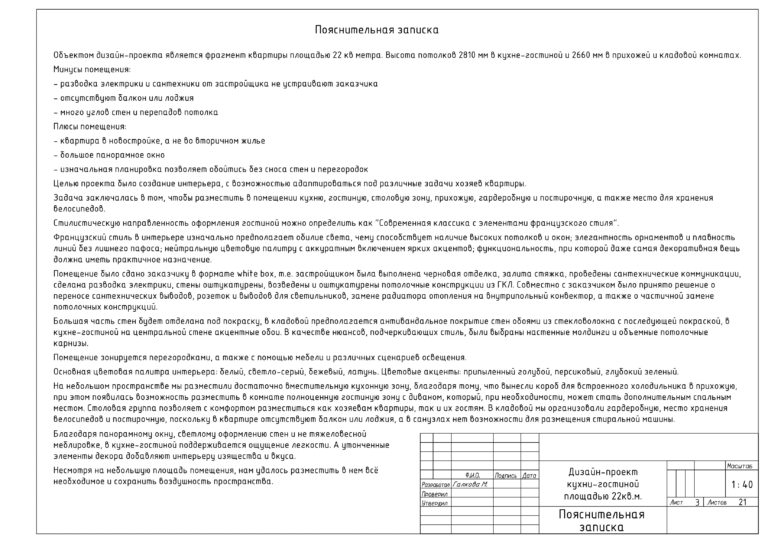 Пояснительная записка
Объектом дизайн-проекта является фрагмент квартиры площадью 22 кв метра. Высота потолков 2810 мм в кухне-гостиной и 2660 мм в прихожей и кладовой комнатах.
Минусы помещения:
- разводка электрики и сантехники от застройщика не устраивают заказчика
- отсутствуют балкон или лоджия
- много углов стен и перепадов потолка
Плюсы помещения:
- квартира в новостройке, а не во вторичном жилье
- большое панорамное окно
- изначальная планировка позволяет обойтись без сноса стен и перегородок
Целью проекта было создание интерьера, с возможностью адаптироваться под различные задачи хозяев квартиры.
Задача заключалась в том, чтобы разместить в помещении кухню, гостиную, столовую зону, прихожую, гардеробную и постирочную, а также место для хранения
велосипедов.
Стилистическую направленность оформления гостиной можно определить как "Современная классика с элементами французского стиля".
Французский стиль в интерьере изначально предполагает обилие света, чему способствует наличие высоких потолков и окон; элегантность орнаментов и плавность
линий без лишнего пафоса; нейтральную цветовую палитру с аккуратным включением ярких акцентов; функциональность, при которой даже самая декоративная вещь
должна иметь практичное назначение.
Помещение было сдано заказчику в формате white box, т.е. застройщиком была выполнена черновая отделка, залита стяжка, проведены сантехнические коммуникации,
сделана разводка электрики, стены оштукатурены, возведены и оштукатурены потолочные конструкции из ГКЛ. Совместно с заказчиком было принято решение о
переносе сантехнических выводов, розеток и выводов для светильников, замене радиатора отопления на внутрипольный конвектор, а также о частичной замене
потолочных конструкций.
Большая часть стен будет отделана под покраску, в кладовой предполагается антивандальное покрытие стен обоями из стекловолокна с последующей покраской, в
кухне-гостиной на центральной стене акцентные обои. В качестве нюансов, подчеркивающих стиль, были выбраны настенные молдинги и объемные потолочные
карнизы.
Помещение зонируется перегородками, а также с помощью мебели и различных сценариев освещения.
Основная цветовая палитра интерьера: белый, светло-серый, бежевый, латунь. Цветовые акценты: припыленный голубой, персиковый, глубокий зеленый.
На небольшом пространстве мы разместили достаточно вместительную кухонную зону, благодаря тому, что вынесли короб для встроенного холодильника в прихожую,
при этом появилась возможность разместить в комнате полноценную гостиную зону с диваном, который, при необходимости, может стать дополнительным спальным
местом. Столовая группа позволяет с комфортом разместиться как хозяевам квартиры, так и их гостям. В кладовой мы организовали гардеробную, место хранения
велосипедов и постирочную, поскольку в квартире отсутствуют балкон или лоджия, а в санузлах нет возможности для размещения стиральной машины.
Благодаря панорамному окну, светлому оформлению стен и не тяжеловесной
меблировке, в кухне-гостиной поддерживается ощущение легкости. А утонченные
элементы декора добавляют интерьеру изящества и вкуса.
Несмотря на небольшую площадь помещения, нам удалось разместить в нем всё
необходимое и сохранить воздушность пространства.
Ф.И.О. Подпись Дата
Разработал Галкова М.
Проверил
Утвердил
Дизайн-проект
кухни-гостиной
площадью 22кв.м.
Масштаб
1 : 40
Лист 3 Листов 21
Пояснительная
записка